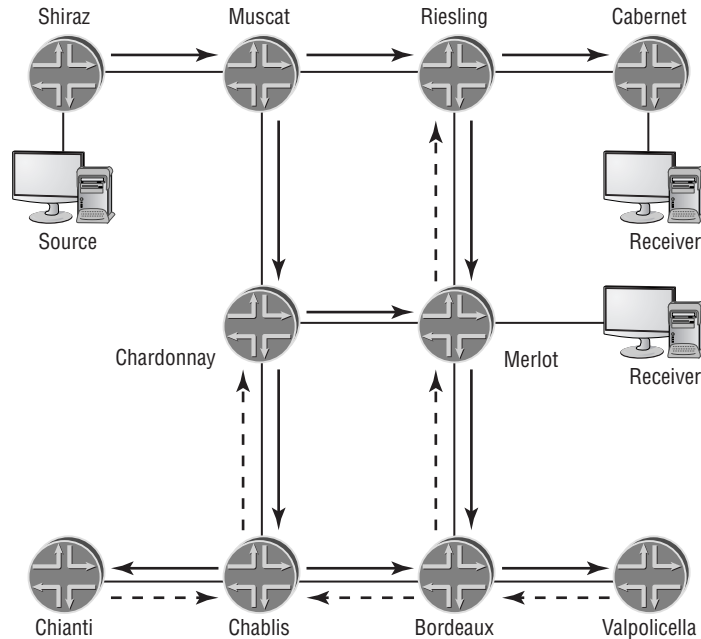 Shiraz
Muscat
Riesling
Cabernet
Source
Receiver
Chardonnay
Merlot
Receiver
Chianti
Chablis
Bordeaux
Valpolicella